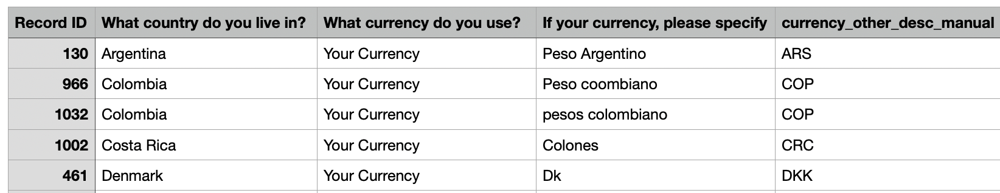 Record ID What country do you live in? What currency do you use? If your currency, please specify currency_other_desc_manual
130 Argentina Your Currency Peso Argentino ARS
966 Colombia Your Currency Peso coombiano COP
1032 Colombia Your Currency pesos colombiano COP
1002 Costa Rica Your Currency Colones CRC
461 Denmark Your Currency Dk DKK